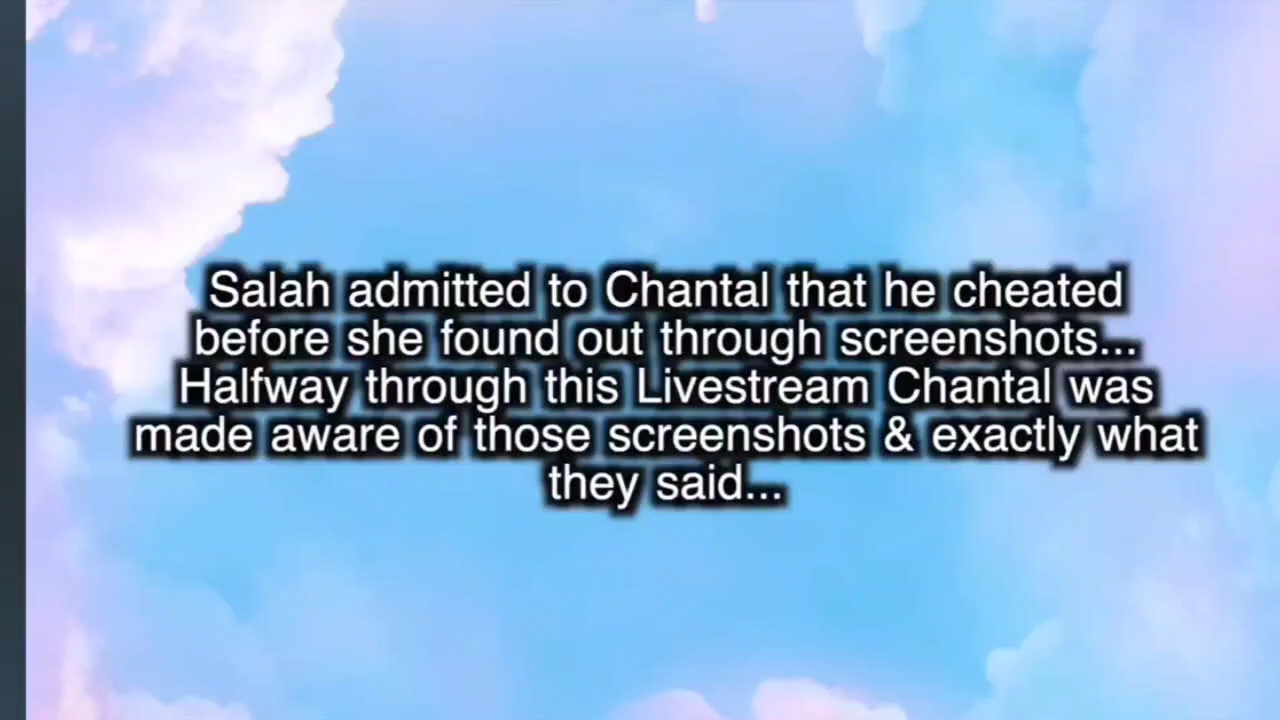 Salah admitted to Chantal that he cheated
before she found out through screenshots...
Halfway through this Livestream Chantal was
made aware of those screenshots & exactly what
they said...